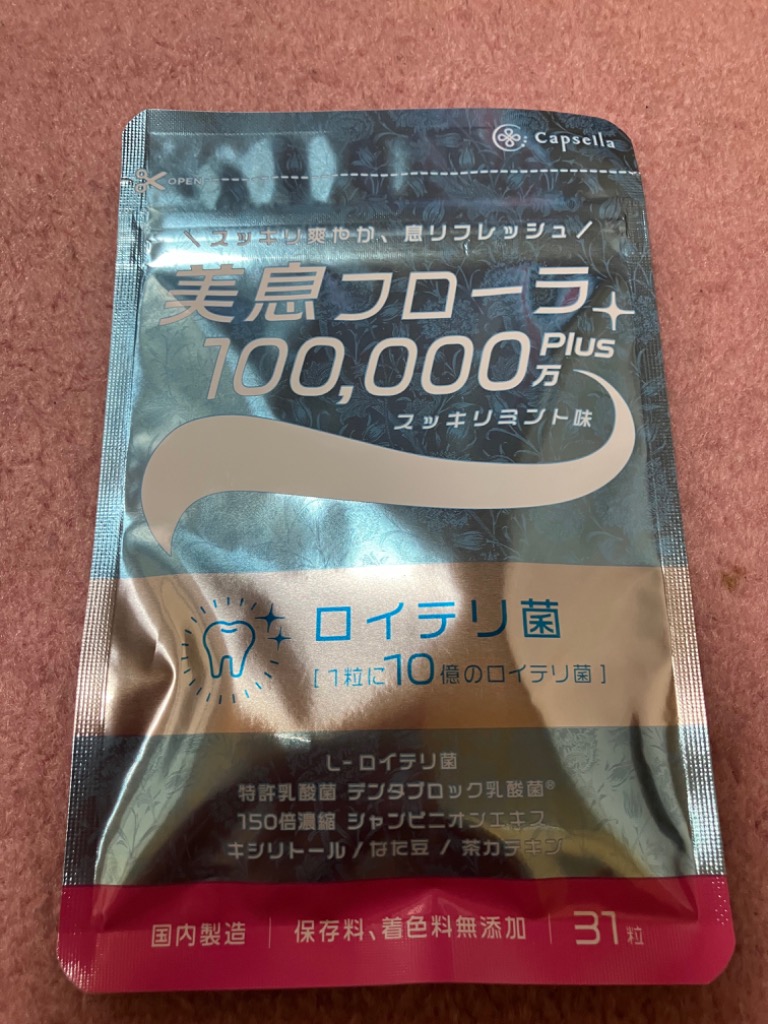 Capsella
OPEN
\スッキリ爽やか、息リフレッシュ/
美息フローラ
100,000万
Plus
スッキリミント味
ロイテリ菌
[1粒に10億のロイテリ菌]
L-ロイテリ菌
特許乳酸菌 デンタブロック乳酸菌®
150倍濃縮 シャンピニオンエキス
キシリトール/なた豆/茶カテキン
国内製造 | 保存料、着色料無添加 | 31粒